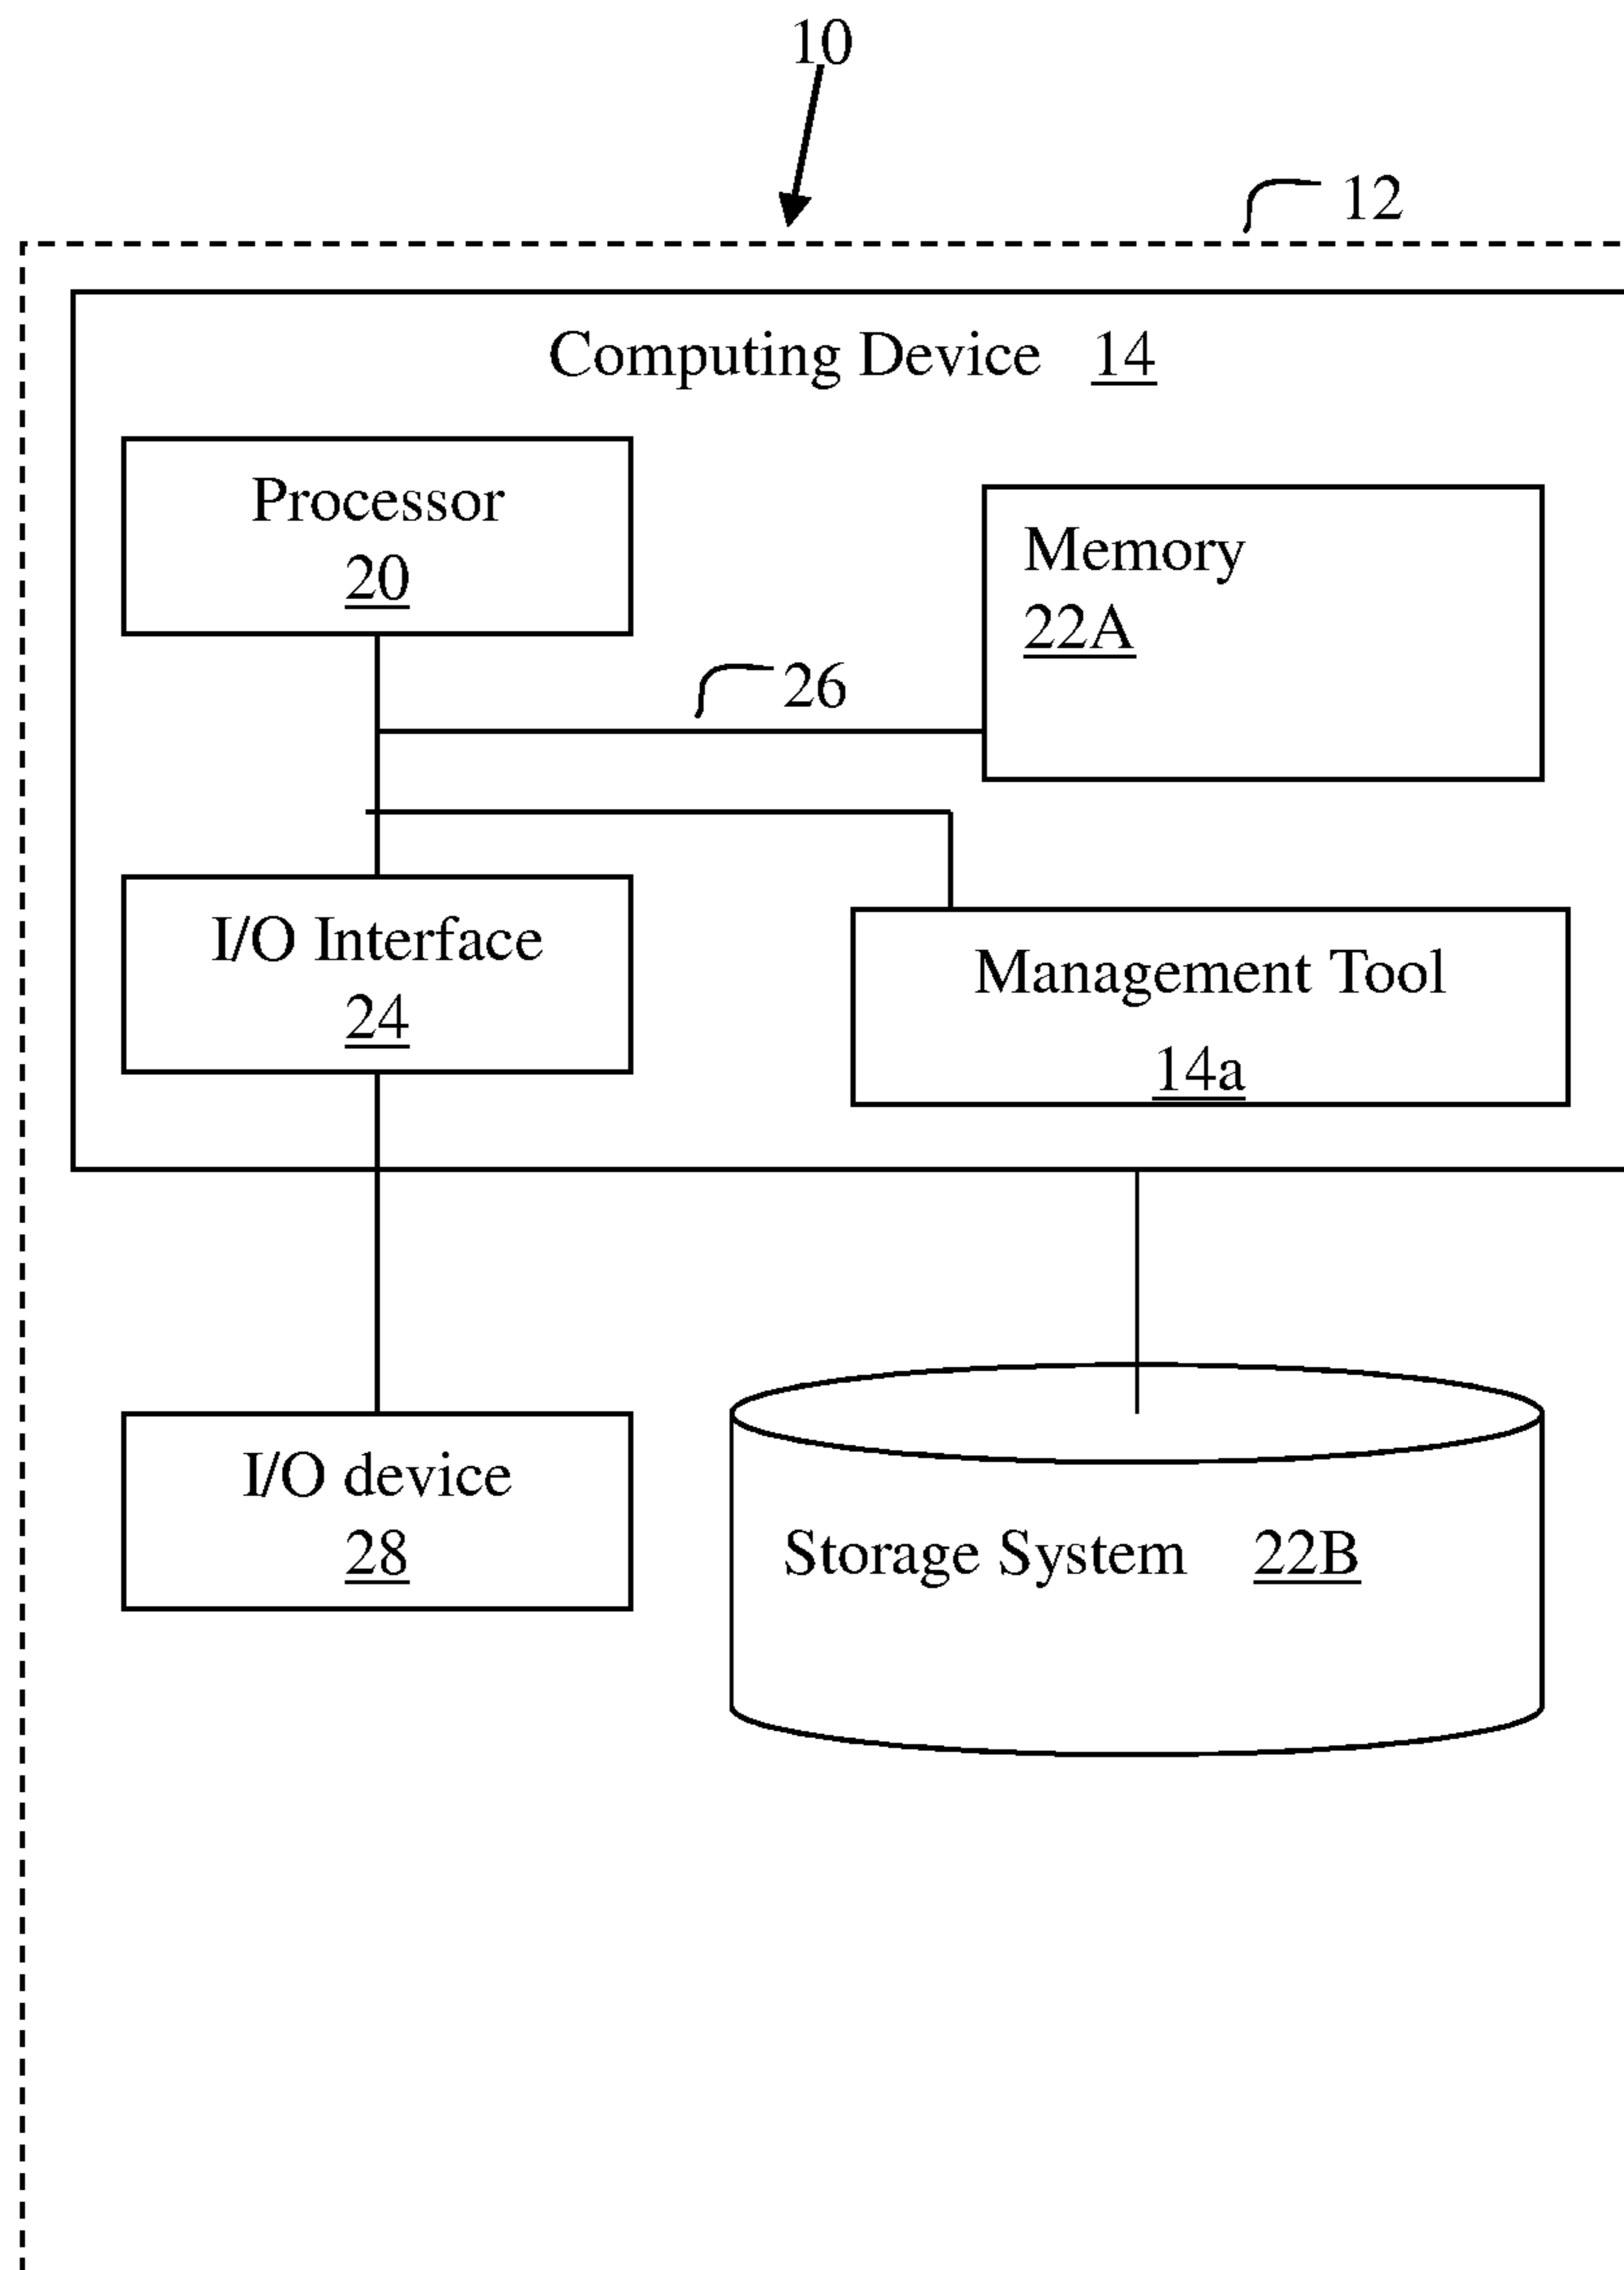 10
12
Computing Device 14
Processor
20
Memory
22A
26
I/O Interface
24
Management Tool
14a
I/O device
28
Storage System 22B